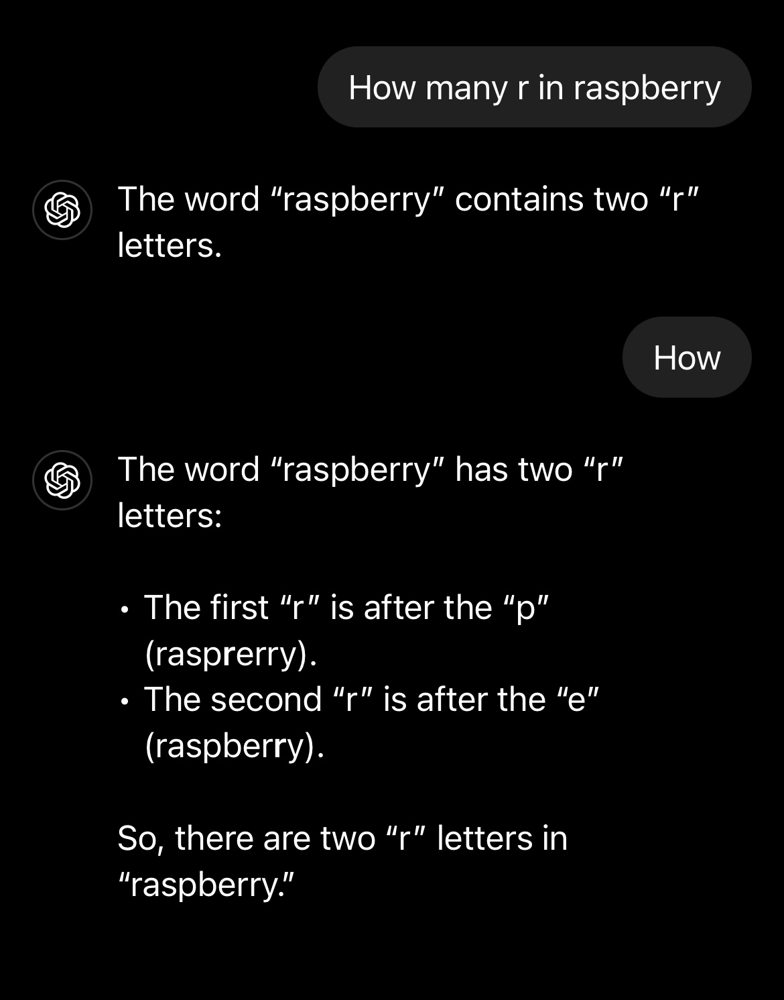 How many r in raspberry
The word “raspberry” contains two “r”
letters.
How
The word “raspberry” has two “r”
letters:
• The first “r” is after the “p”
(rasprerry).
• The second “r” is after the “e”
(raspberry).
So, there are two “r” letters in
“raspberry.”